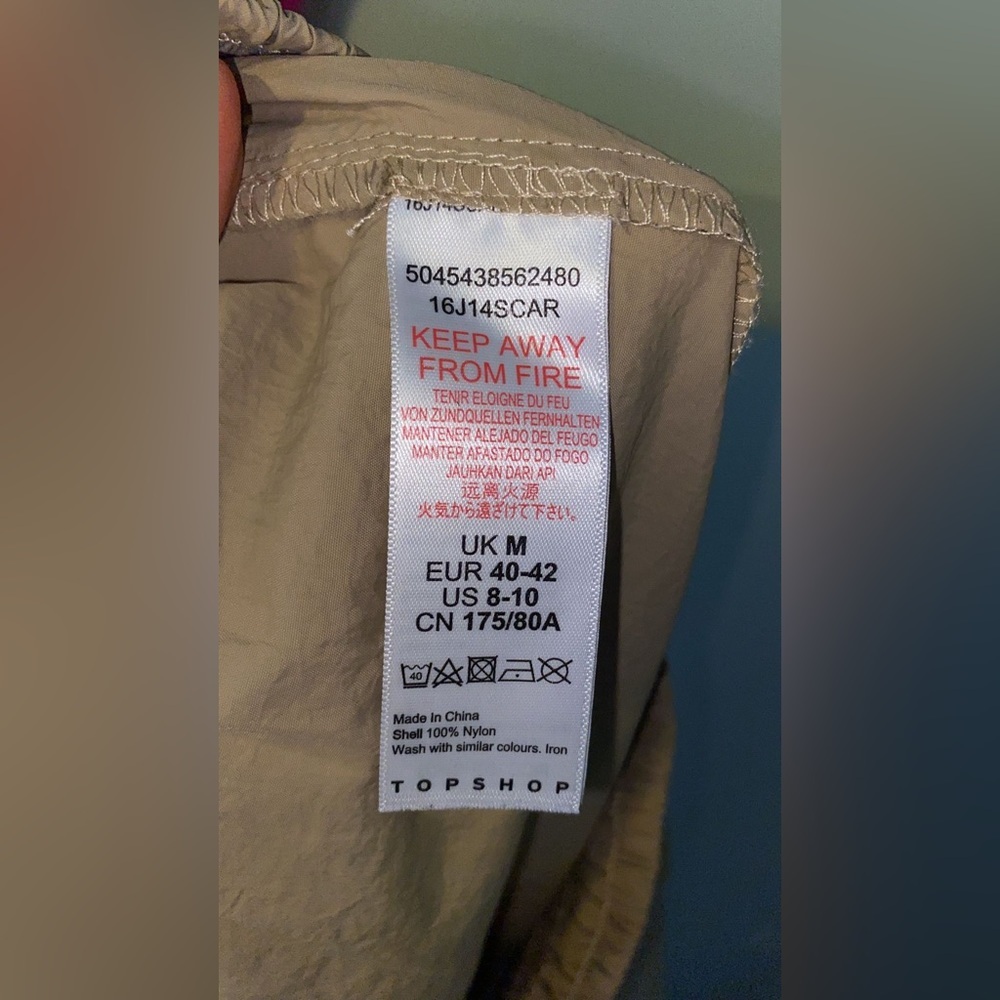 5045438562480
16J14SCAR
KEEP AWAY
FROM FIRE
TENIR ELOIGNE DU FEU
VON ZUNDQUELLEN FERNHALTEN
MANTENER ALEJADO DEL FEUGO
MANTER AFASTADO DO FOGO
JAUHKAN DARI API
远离火源
火気から遠ざけて下さい。
UK M
EUR 40-42
US 8-10
CN 175/80A
40
Made In China
Shell 100% Nylon
Wash with similar colours. Iron
TOPSHOP